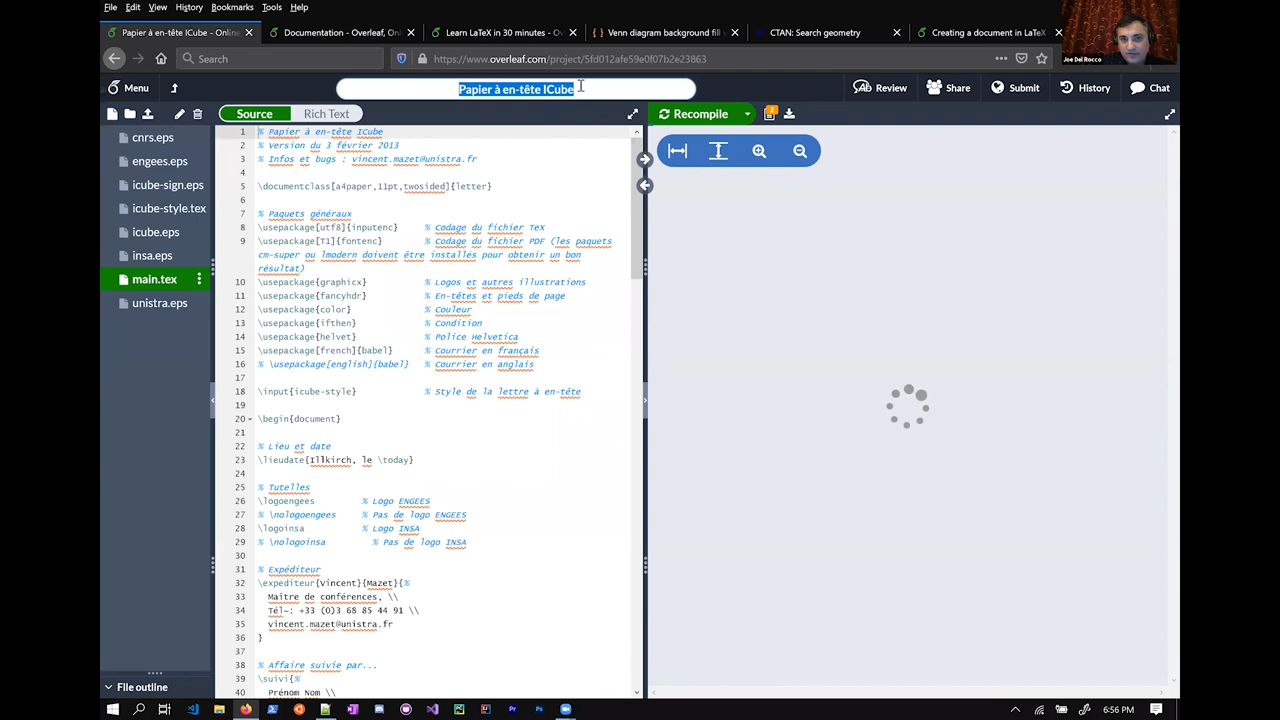 File Edit View History Bookmarks Tools Help
Papier à en-tête ICube - Online
Documentation - Overleaf, Onl
Learn LaTeX in 30 minutes - Ov
Venn diagram background fill w
CTAN: Search geometry
Creating a document in LaTeX
Joe Del Rocco
Search
https://www.overleaf.com/project/5fd012afe59e0f07b2e23863
Menu
Papier à en-tête ICube
Review Share Submit History Chat
Source Rich Text
Recompile
2
cnrs.eps
engees.eps
icube-sign.eps
icube-style.tex
icube.eps
insa.eps
main.tex
unistra.eps
File outline
1 % Papier à en-tête ICube
2 % Version du 3 février 2013
3 % Infos et bugs : vincent.mazet@unistra.fr
4
5 \documentclass[a4paper,11pt,twosided]{letter}
6
7 % Paquets généraux
8 \usepackage[utf8]{inputenc} % Codage du fichier TeX
9 \usepackage[T1]{fontenc} % Codage du fichier PDF (les paquets
cm-super ou lmodern doivent être installés pour obtenir un bon
résultat)
10 \usepackage{graphicx} % Logos et autres illustrations
11 \usepackage{fancyhdr} % En-têtes et pieds de page
12 \usepackage{color} % Couleur
13 \usepackage{ifthen} % Condition
14 \usepackage{helvet} % Police Helvetica
15 \usepackage[french]{babel} % Courrier en français
16 % \usepackage[english]{babel} % Courrier en anglais
17
18 \input{icube-style} % Style de la lettre à en-tête
19
20 \begin{document}
21
22 % Lieu et date
23 \lieudate{Illkirch, le \today}
24
25 % Tutelles
26 \logoengees % Logo ENGEES
27 % \nologoengees % Pas de logo ENGEES
28 \logoinsa % Logo INSA
29 % \nologoinsa % Pas de logo INSA
30
31 % Expéditeur
32 \expediteur{Vincent}{Mazet}{%
33 Maître de conférences, \\
34 Tél~: +33 (0)3 68 85 44 91 \\
35 vincent.mazet@unistra.fr
36 }
37
38 % Affaire suivie par...
39 \suivi{%
40 Prénom Nom \\
6:56 PM